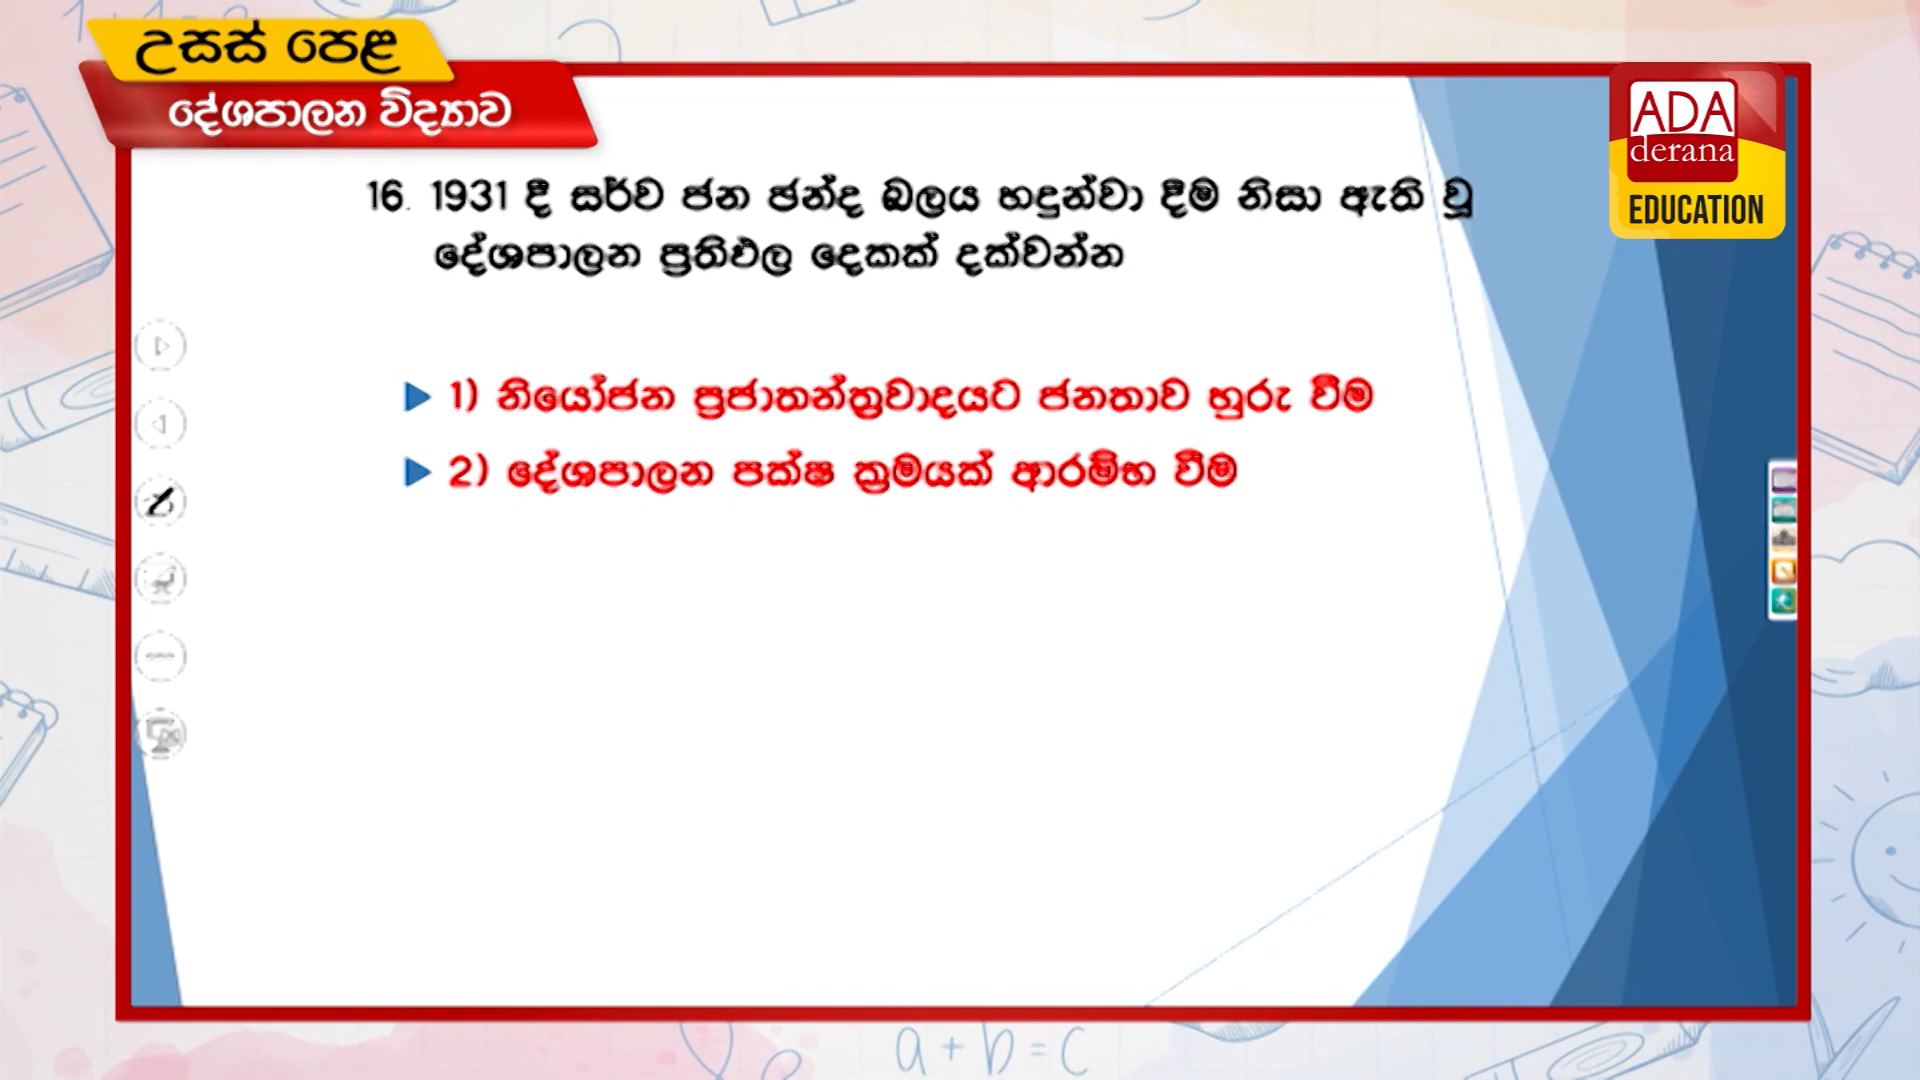 උසස් පෙළ
දේශපාලන විද්‍යාව
ADA
derana
EDUCATION
16. 1931 දී සර්ව ජන ඡන්ද බලය හදුන්වා දීම නිසා ඇති වූ
දේශපාලන ප්‍රතිඵල දෙකක් දක්වන්න
1) නියෝජන ප්‍රජාතන්ත්‍රවාදයට ජනතාව හුරු වීම
2) දේශපාලන පක්ෂ ක්‍රමයක් ආරම්භ වීම
a + b = c